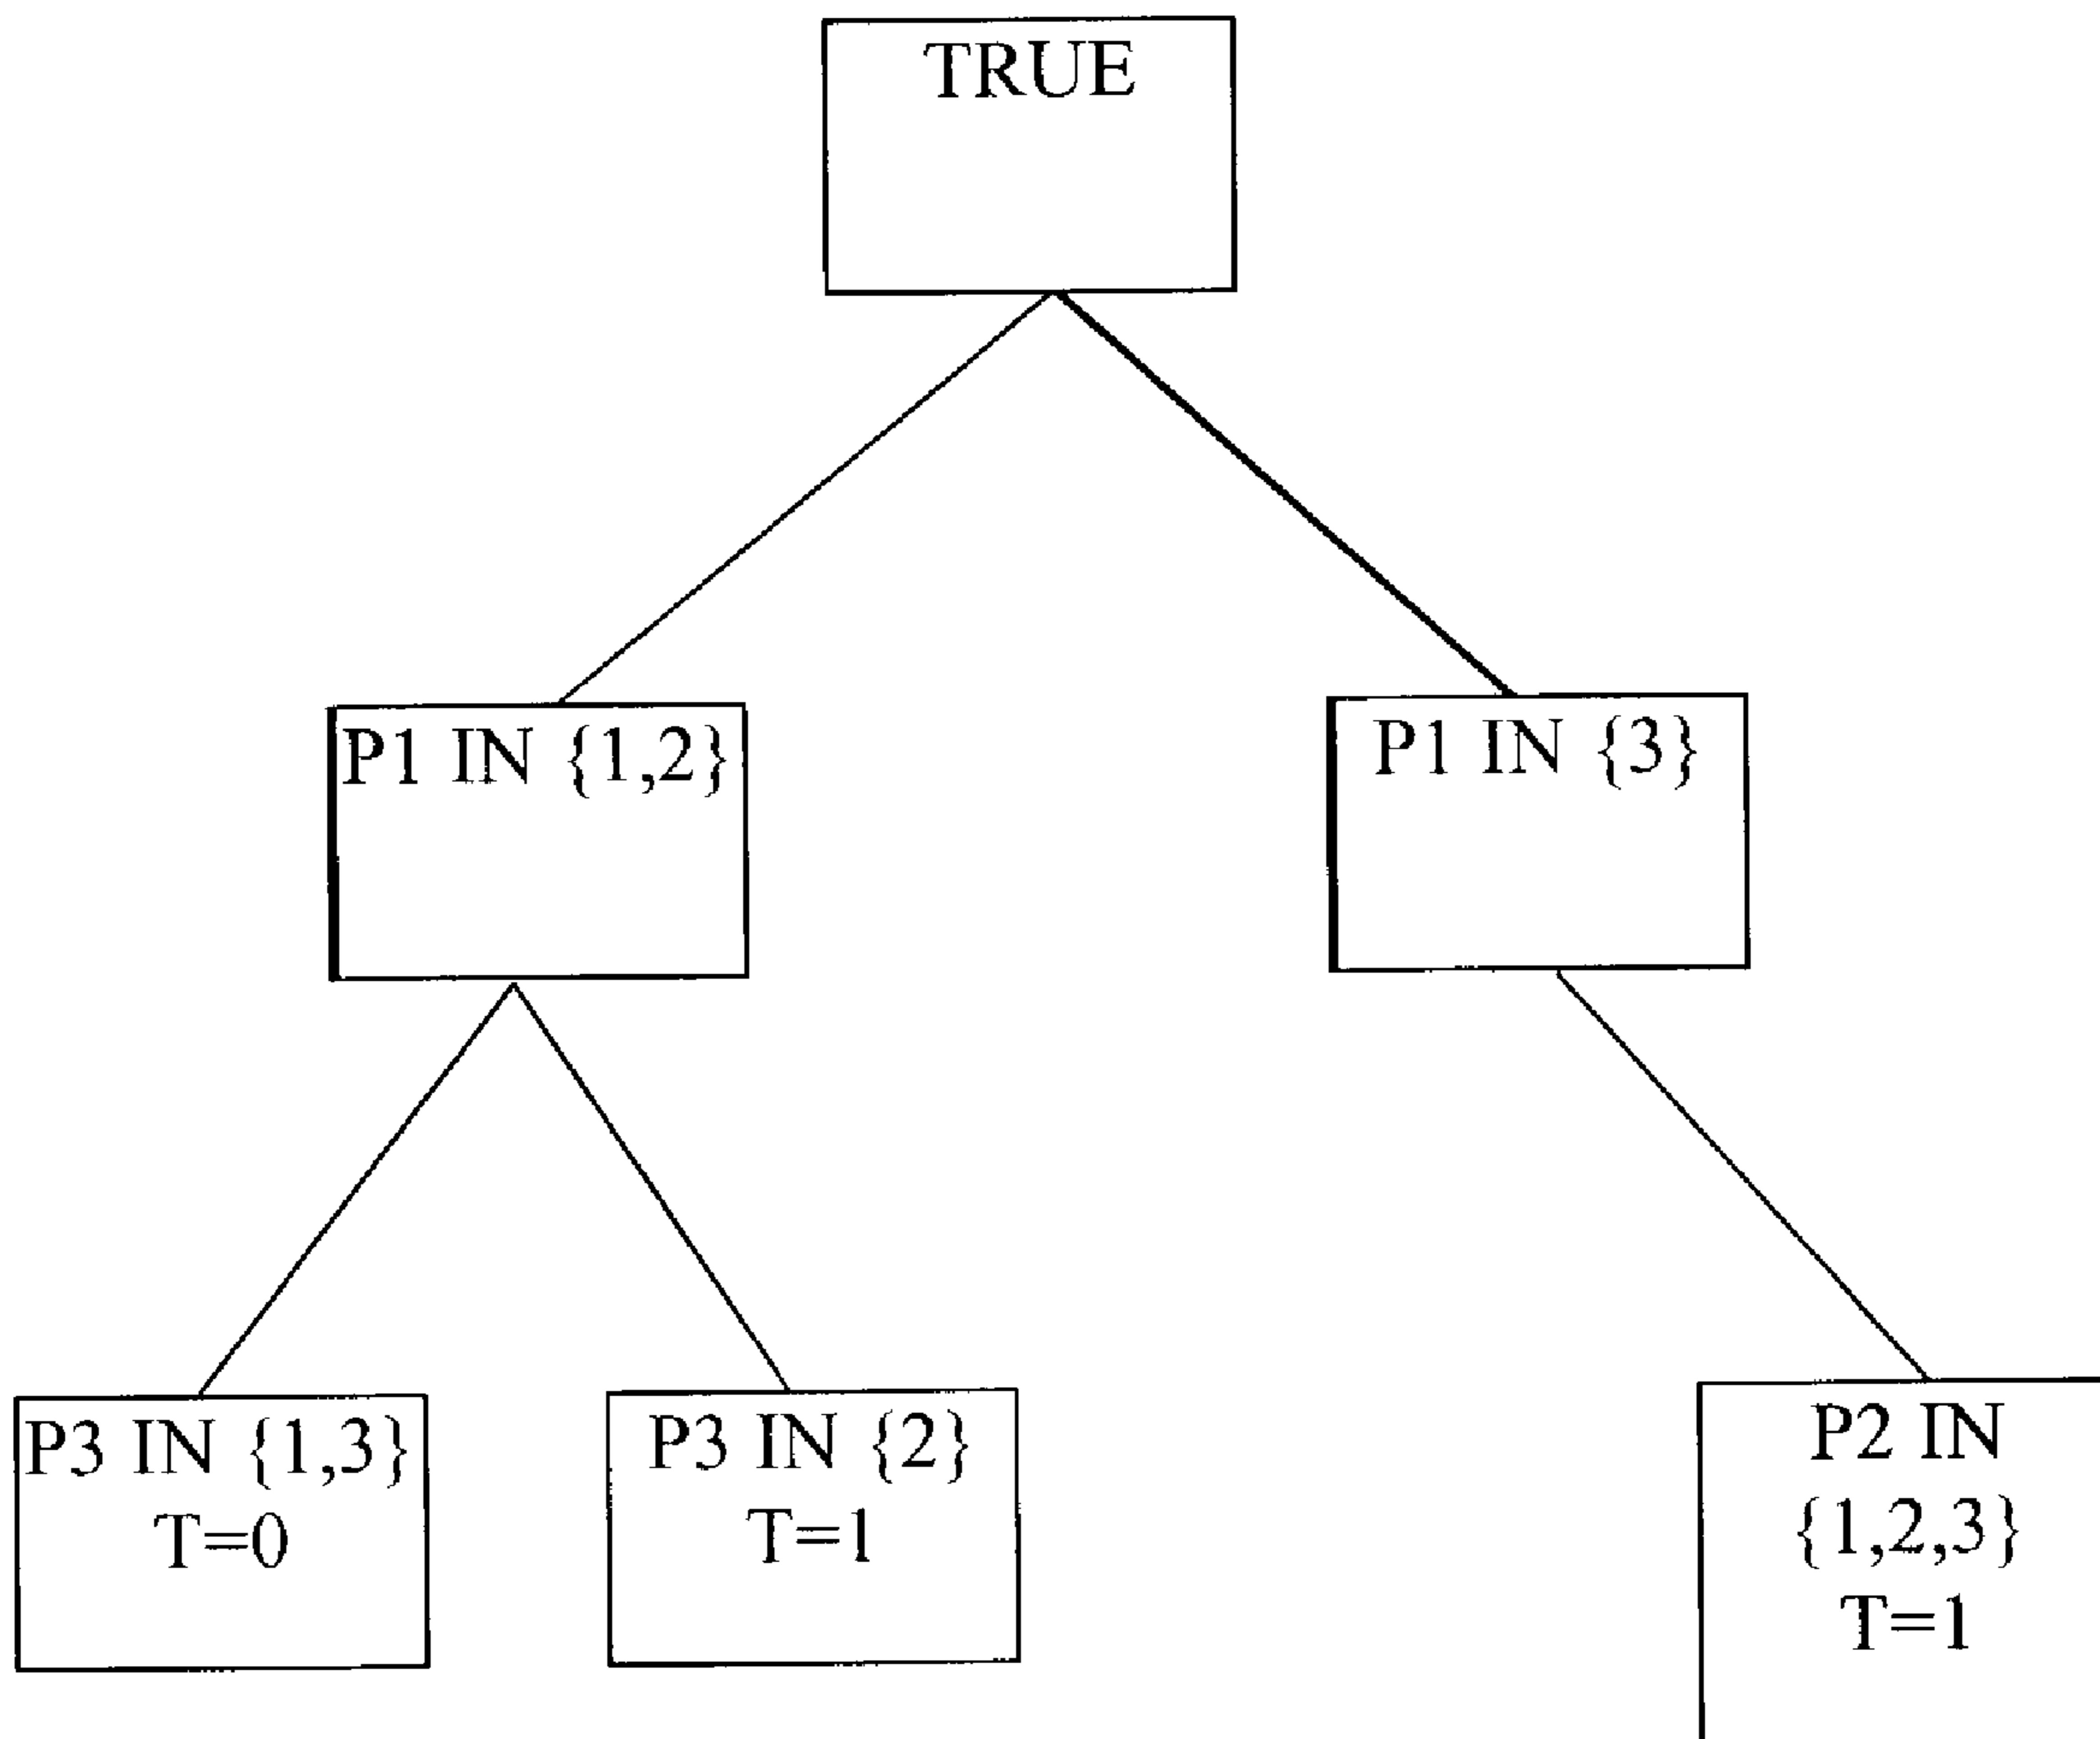 TRUE
P1 IN {1,2}
P1 IN {3}
P3 IN {1,3}
T=0
P3 IN {2}
T=1
P2 IN
{1,2,3}
T=1